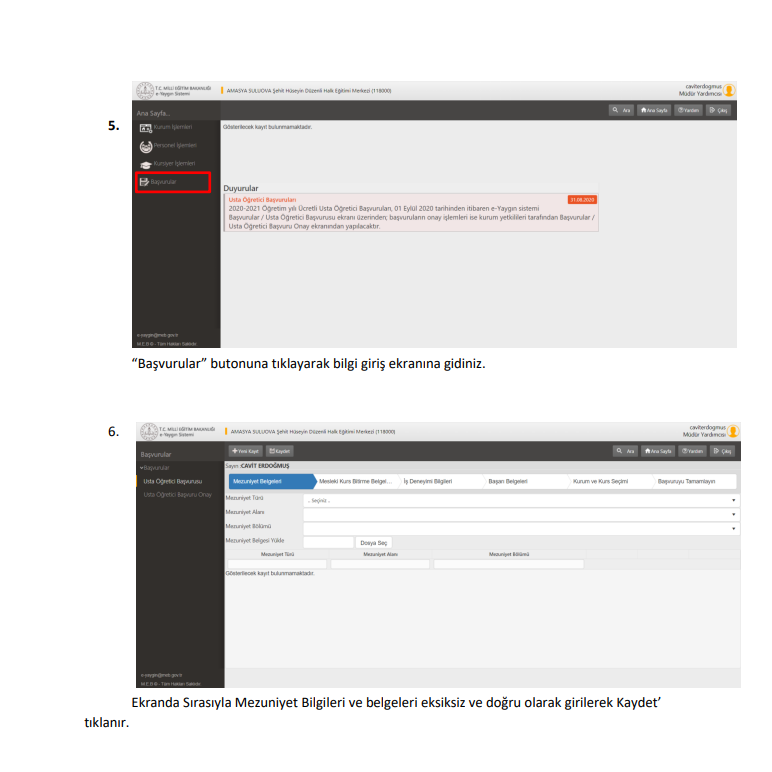 T.C. MİLLİ EĞİTİM BAKANLIĞI
e-Yaygın Sistemi
AMASYA SULUOVA Şehit Hüseyin Düzenli Halk Eğitimi Merkezi (118000)
caviterdogmus
Müdür Yardımcısı
Ana Sayfa...
Ara
Ana Sayfa
Yardım
Çıkış
5.
Kurum İşlemleri
Gösterilecek kayıt bulunmamaktadır.
Personel İşlemleri
Kursiyer İşlemleri
Başvurular
Duyurular
Usta Öğretici Başvuruları
31.08.2020
2020-2021 Öğretim yılı Ücretli Usta Öğretici Başvuruları, 01 Eylül 2020 tarihinden itibaren e-Yaygın sistemi
Başvurular / Usta Öğretici Başvurusu ekranı üzerinden; başvuruların onay işlemleri ise kurum yetkilileri tarafından Başvurular /
Usta Öğretici Başvuru Onay ekranından yapılacaktır.
e-yaygin@meb.gov.tr
M.E.B © - Tüm Hakları Saklıdır.
“Başvurular” butonuna tıklayarak bilgi giriş ekranına gidiniz.
6.
T.C. MİLLİ EĞİTİM BAKANLIĞI
e-Yaygın Sistemi
AMASYA SULUOVA Şehit Hüseyin Düzenli Halk Eğitimi Merkezi (118000)
caviterdogmus
Müdür Yardımcısı
Başvurular
Yeni Kayıt
Kaydet
Ara
Ana Sayfa
Yardım
Çıkış
Başvurular
Sayın :CAVİT ERDOĞMUŞ
Usta Öğretici Başvurusu
Mezuniyet Belgeleri
Mesleki Kurs Bitirme Belgel...
İş Deneyimi Bilgileri
Başarı Belgeleri
Kurum ve Kurs Seçimi
Başvuruyu Tamamlayın
Usta Öğretici Başvuru Onay
Mezuniyet Türü
.. Seçiniz ..
Mezuniyet Alanı
Mezuniyet Bölümü
Mezuniyet Belgesi Yükle
Dosya Seç
Mezuniyet Türü
Mezuniyet Alanı
Mezuniyet Bölümü
Gösterilecek kayıt bulunmamaktadır.
e-yaygin@meb.gov.tr
M.E.B © - Tüm Hakları Saklıdır.
Ekranda Sırasıyla Mezuniyet Bilgileri ve belgeleri eksiksiz ve doğru olarak girilerek Kaydet’
tıklanır.